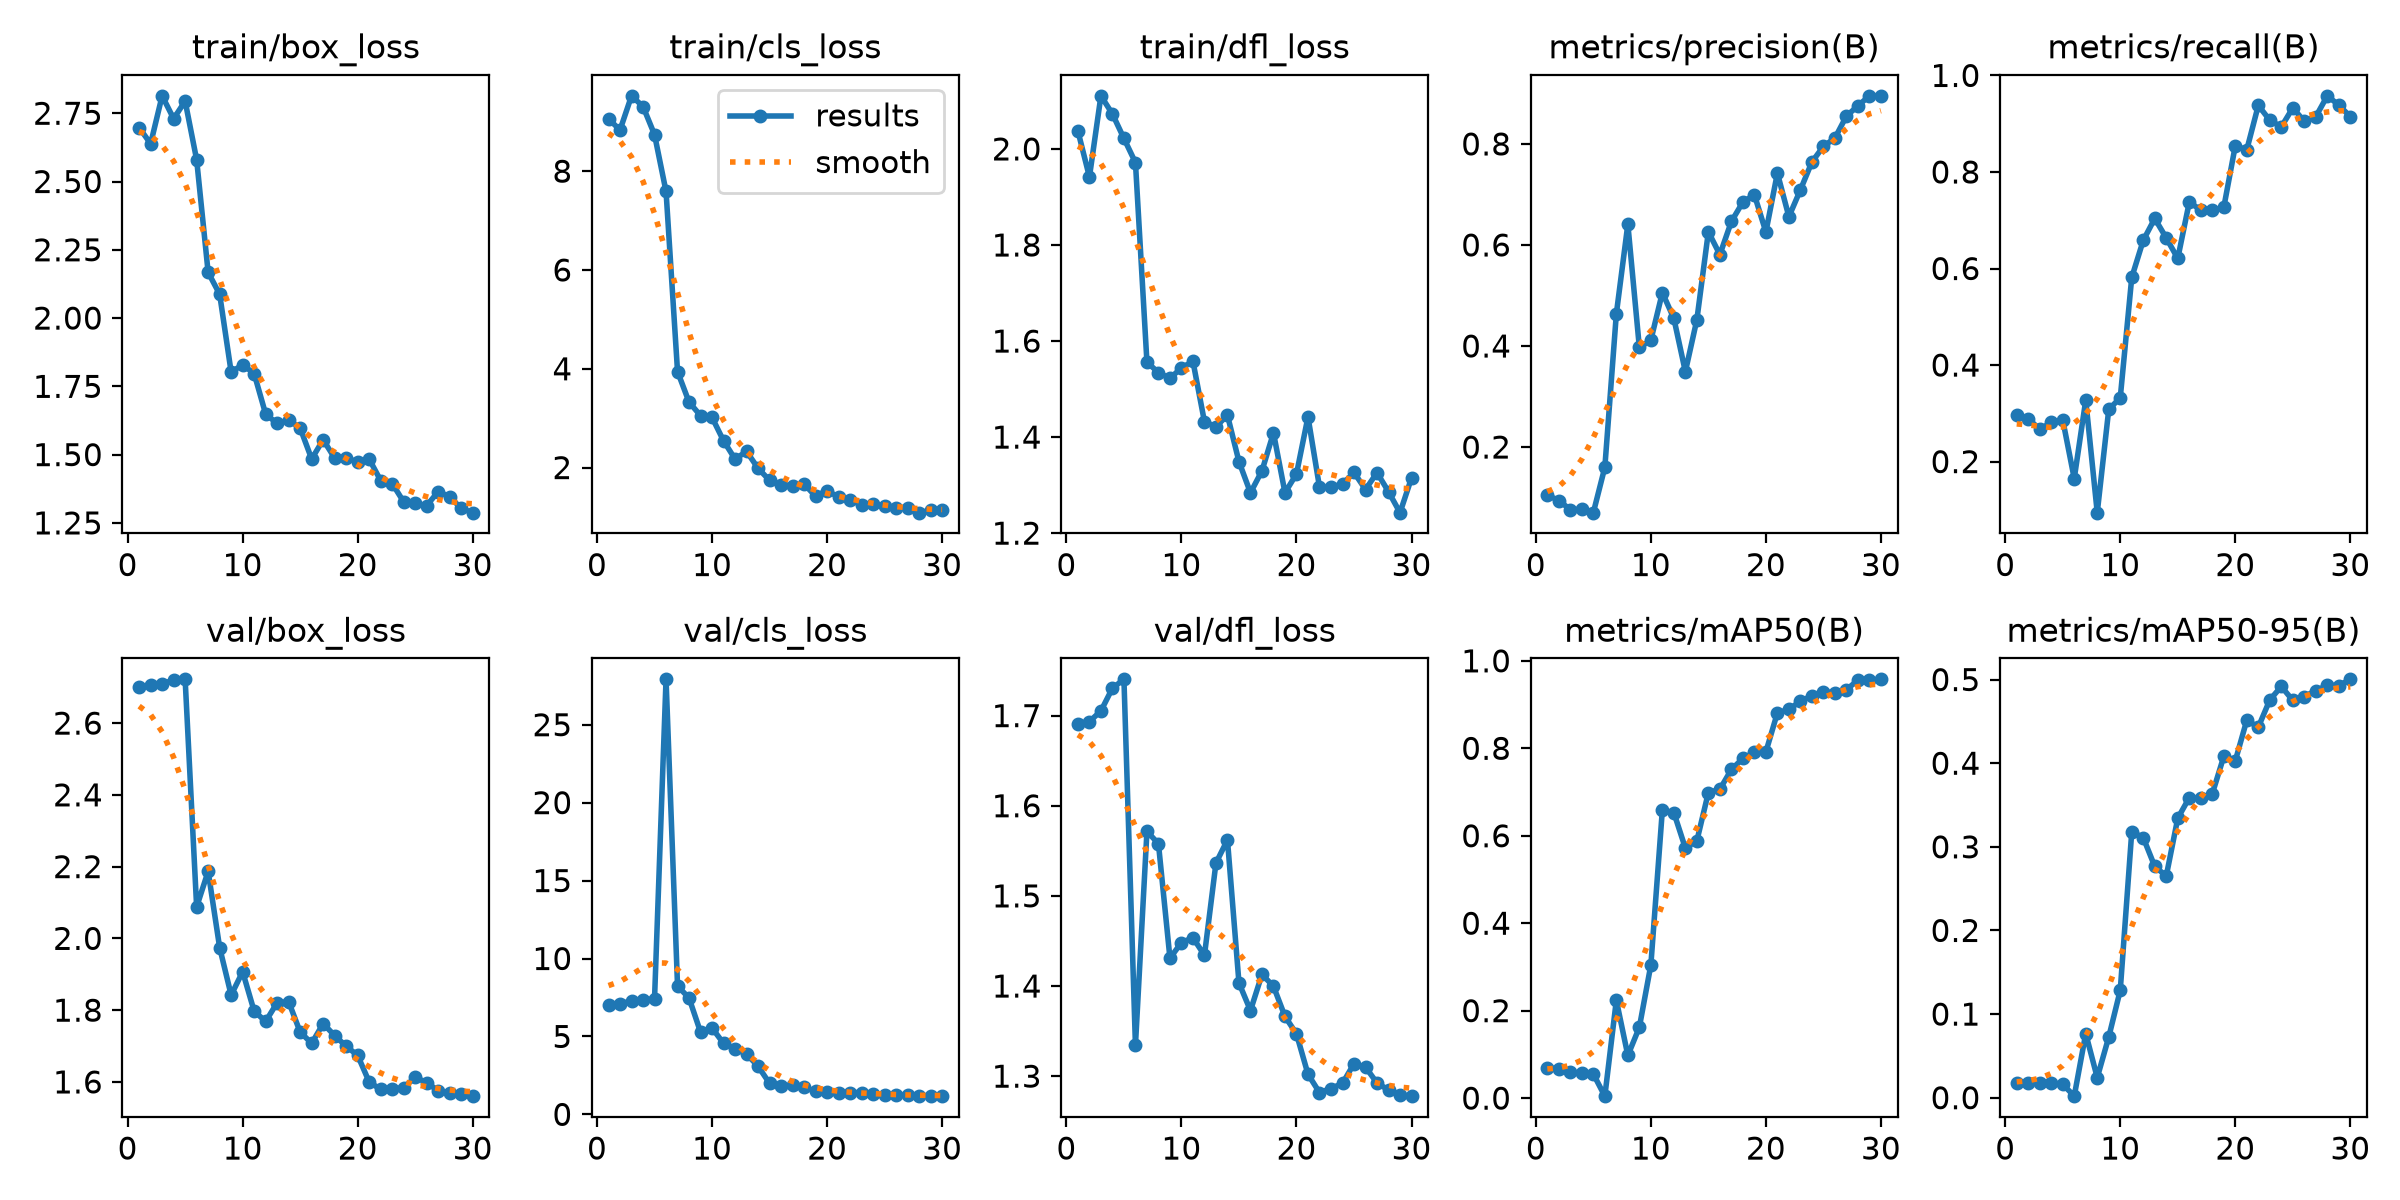 train/box_loss
2.75
2.50
2.25
2.00
1.75
1.50
1.25
0 10 20 30
train/cls_loss
results
smooth
8
6
4
2
0 10 20 30
train/dfl_loss
2.0
1.8
1.6
1.4
1.2
0 10 20 30
metrics/precision(B)
0.8
0.6
0.4
0.2
0 10 20 30
metrics/recall(B)
1.0
0.8
0.6
0.4
0.2
0 10 20 30
val/box_loss
2.6
2.4
2.2
2.0
1.8
1.6
0 10 20 30
val/cls_loss
25
20
15
10
5
0
0 10 20 30
val/dfl_loss
1.7
1.6
1.5
1.4
1.3
0 10 20 30
metrics/mAP50(B)
1.0
0.8
0.6
0.4
0.2
0.0
0 10 20 30
metrics/mAP50-95(B)
0.5
0.4
0.3
0.2
0.1
0.0
0 10 20 30